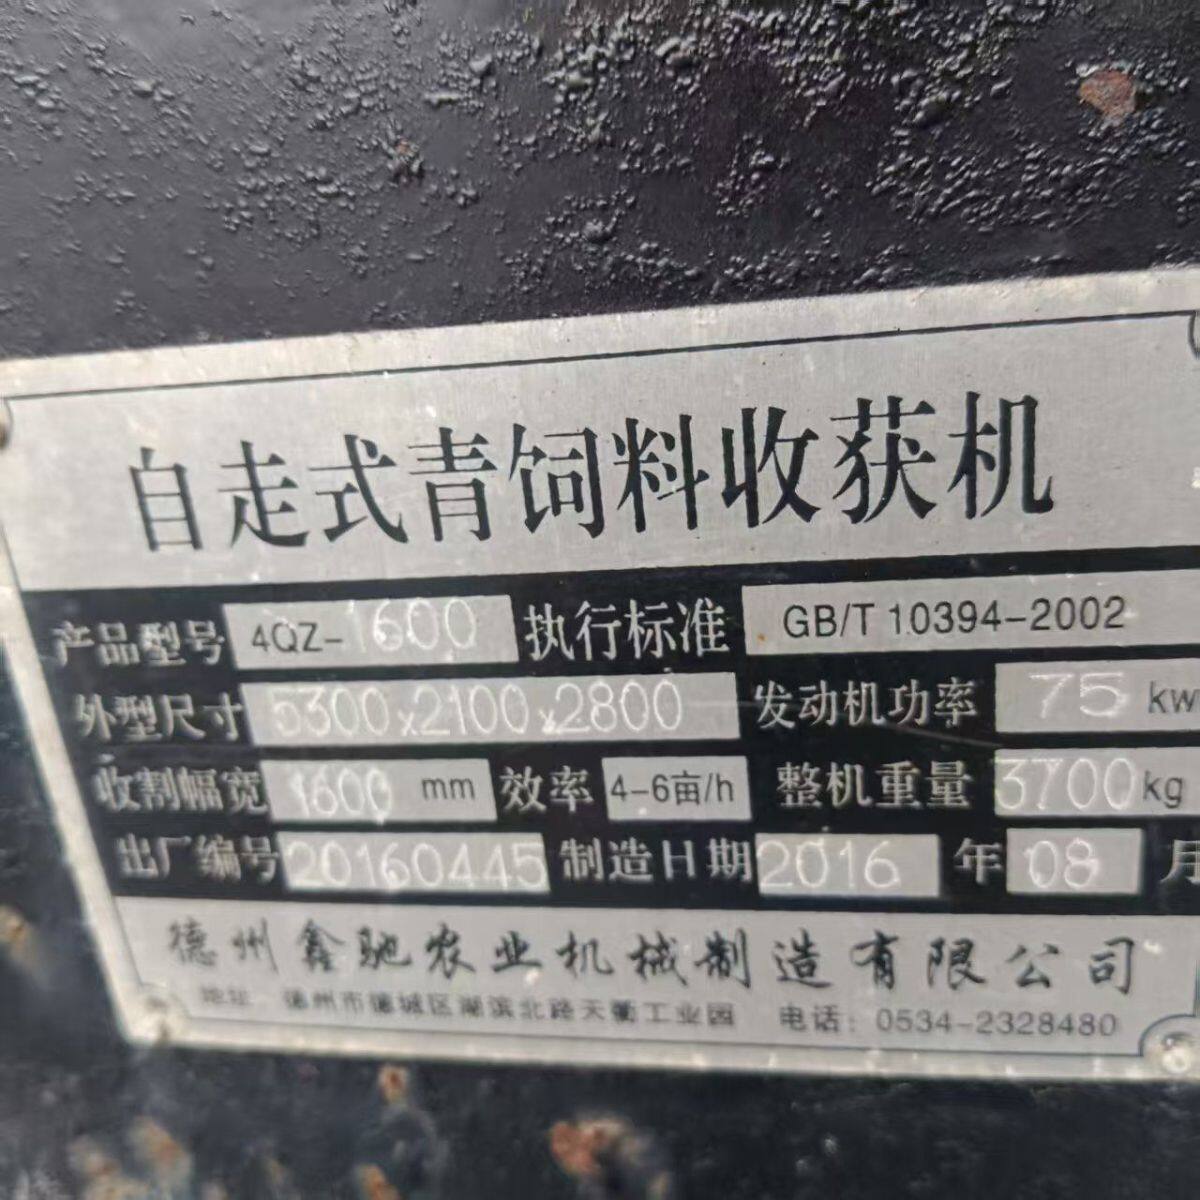 自走式青饲料收获机
产品型号 4QZ-1600 执行标准 GB/T 10394-2002
外型尺寸 5300x2100x2800 发动机功率 75 kw
收割幅宽 1600 mm 效率 4-6亩/h 整机重量 3700 kg
出厂编号 20160445 制造日期 2016 年 08 月
德州鑫驰农业机械制造有限公司
地址 德州市德城区湖滨北路天衢工业园 电话：0534-2328480